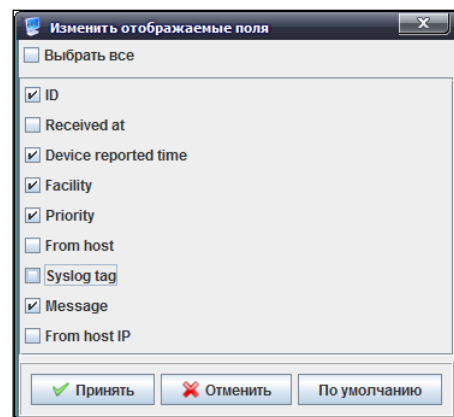 Изменить отображаемые поля
Выбрать все
ID
Received at
Device reported time
Facility
Priority
From host
Syslog tag
Message
From host IP
Принять Отменить По умолчанию